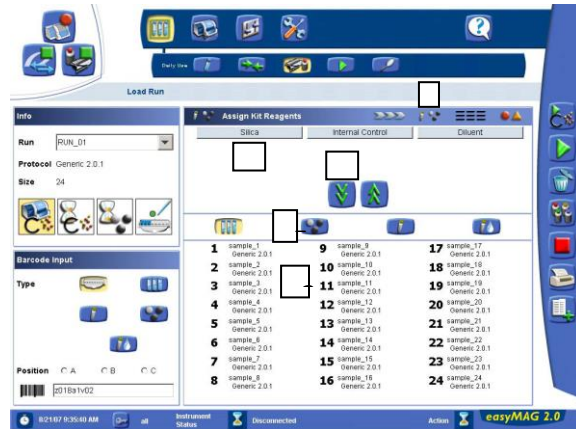 Daily Use
Load Run
Info
Run RUN_01
Protocol Generic 2.0.1
Size 24
Assign Kit Reagents
Silica Internal Control Diluent
1 sample_1 Generic 2.0.1 9 sample_9 Generic 2.0.1 17 sample_17 Generic 2.0.1
2 sample_2 Generic 2.0.1 10 sample_10 Generic 2.0.1 18 sample_18 Generic 2.0.1
3 sample_3 Generic 2.0.1 11 sample_11 Generic 2.0.1 19 sample_19 Generic 2.0.1
4 sample_4 Generic 2.0.1 12 sample_12 Generic 2.0.1 20 sample_20 Generic 2.0.1
5 sample_5 Generic 2.0.1 13 sample_13 Generic 2.0.1 21 sample_21 Generic 2.0.1
6 sample_6 Generic 2.0.1 14 sample_14 Generic 2.0.1 22 sample_22 Generic 2.0.1
7 sample_7 Generic 2.0.1 15 sample_15 Generic 2.0.1 23 sample_23 Generic 2.0.1
8 sample_8 Generic 2.0.1 16 sample_16 Generic 2.0.1 24 sample_24 Generic 2.0.1
Barcode Input
Type
Position A B C
z018a1v02
8/21/07 9:35:40 AM all Instrument Status Disconnected Action easyMAG 2.0